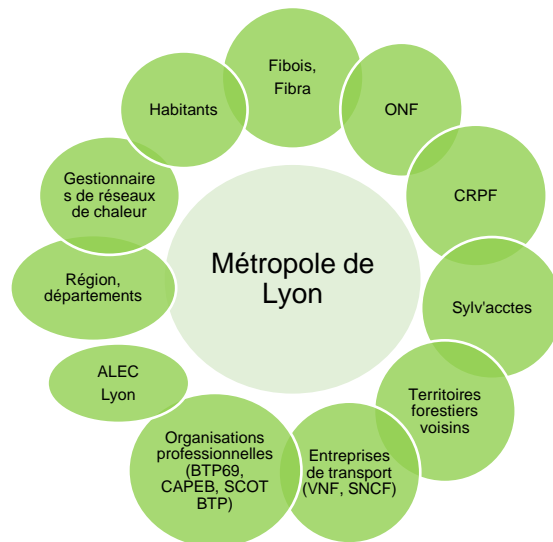 Fibois,
Fibra
ONF
CRPF
Sylv'acctes
Territoires
forestiers
voisins
Entreprises
de transport
(VNF, SNCF)
Organisations
professionnelles
(BTP69,
CAPEB, SCOT
BTP)
ALEC
Lyon
Région,
départements
Gestionnaire
s de réseaux
de chaleur
Habitants
Métropole de
Lyon